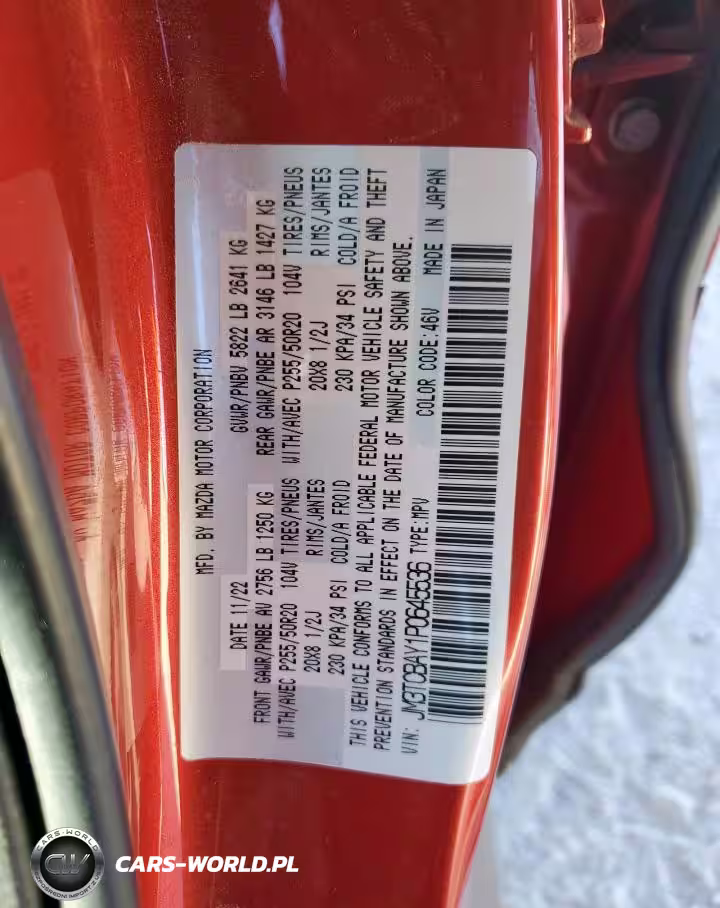 MFD. BY MAZDA MOTOR CORPORATION
DATE 11/22 GVWR/PNBV 5822 LB 2641 KG
FRONT GAWR/PNBE AV 2756 LB 1250 KG REAR GAWR/PNBE AR 3146 LB 1427 KG
WITH/AVEC P255/50R20 104V TIRES/PNEUS WITH/AVEC P255/50R20 104V TIRES/PNEUS
20X8 1/2J RIMS/JANTES 20X8 1/2J RIMS/JANTES
230 KPA/34 PSI COLD/A FROID 230 KPA/34 PSI COLD/A FROID
THIS VEHICLE CONFORMS TO ALL APPLICABLE FEDERAL MOTOR VEHICLE SAFETY AND THEFT
PREVENTION STANDARDS IN EFFECT ON THE DATE OF MANUFACTURE SHOWN ABOVE.
VIN: JM3TCBAY1P0645536 TYPE:MPV COLOR CODE:46V MADE IN JAPAN
CARS-WORLD
CW
CARS-WORLD.PL